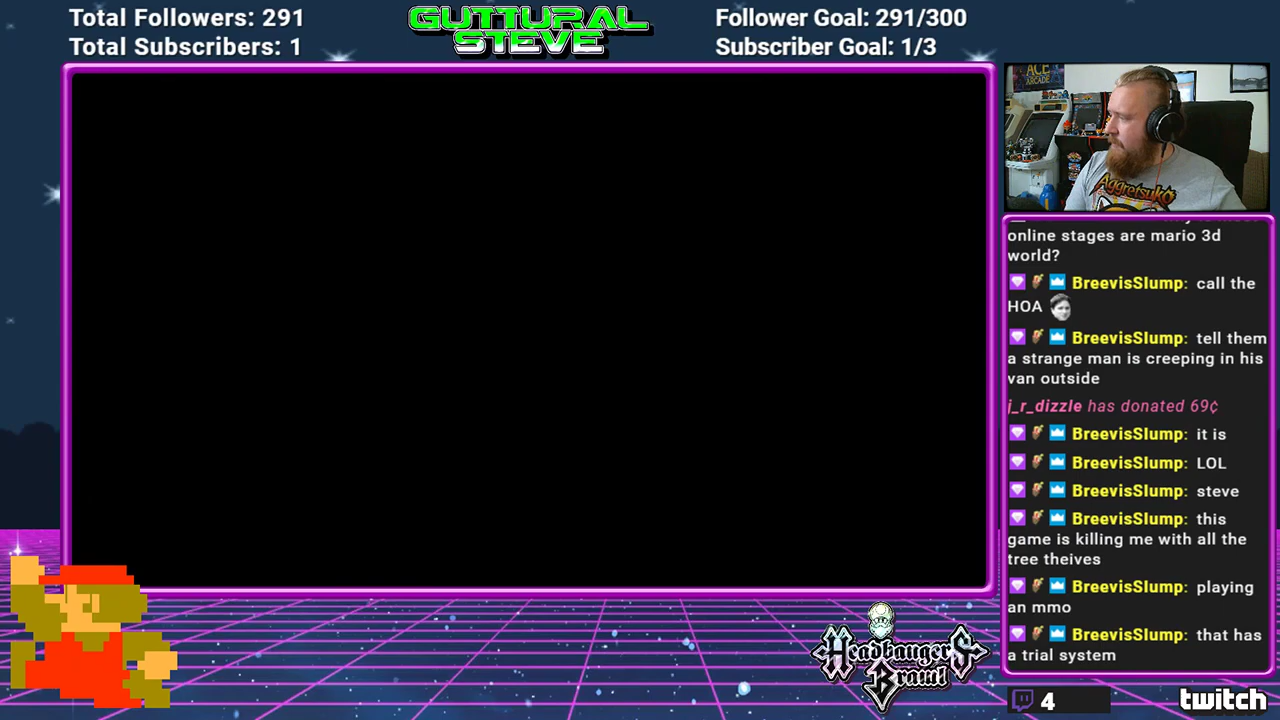 Total Followers: 291
Total Subscribers: 1
GUTTURAL
STEVE
Follower Goal: 291/300
Subscriber Goal: 1/3
ACE
ARCADE
Aggretsuko
online stages are mario 3d
world?
BreevisSlump: call the
HOA
BreevisSlump: tell them
a strange man is creeping in his
van outside
j_r_dizzle has donated 69¢
BreevisSlump: it is
BreevisSlump: LOL
BreevisSlump: steve
BreevisSlump: this
game is killing me with all the
tree theives
BreevisSlump: playing
an mmo
BreevisSlump: that has
a trial system
Headbangers
Brawl
4
twitch